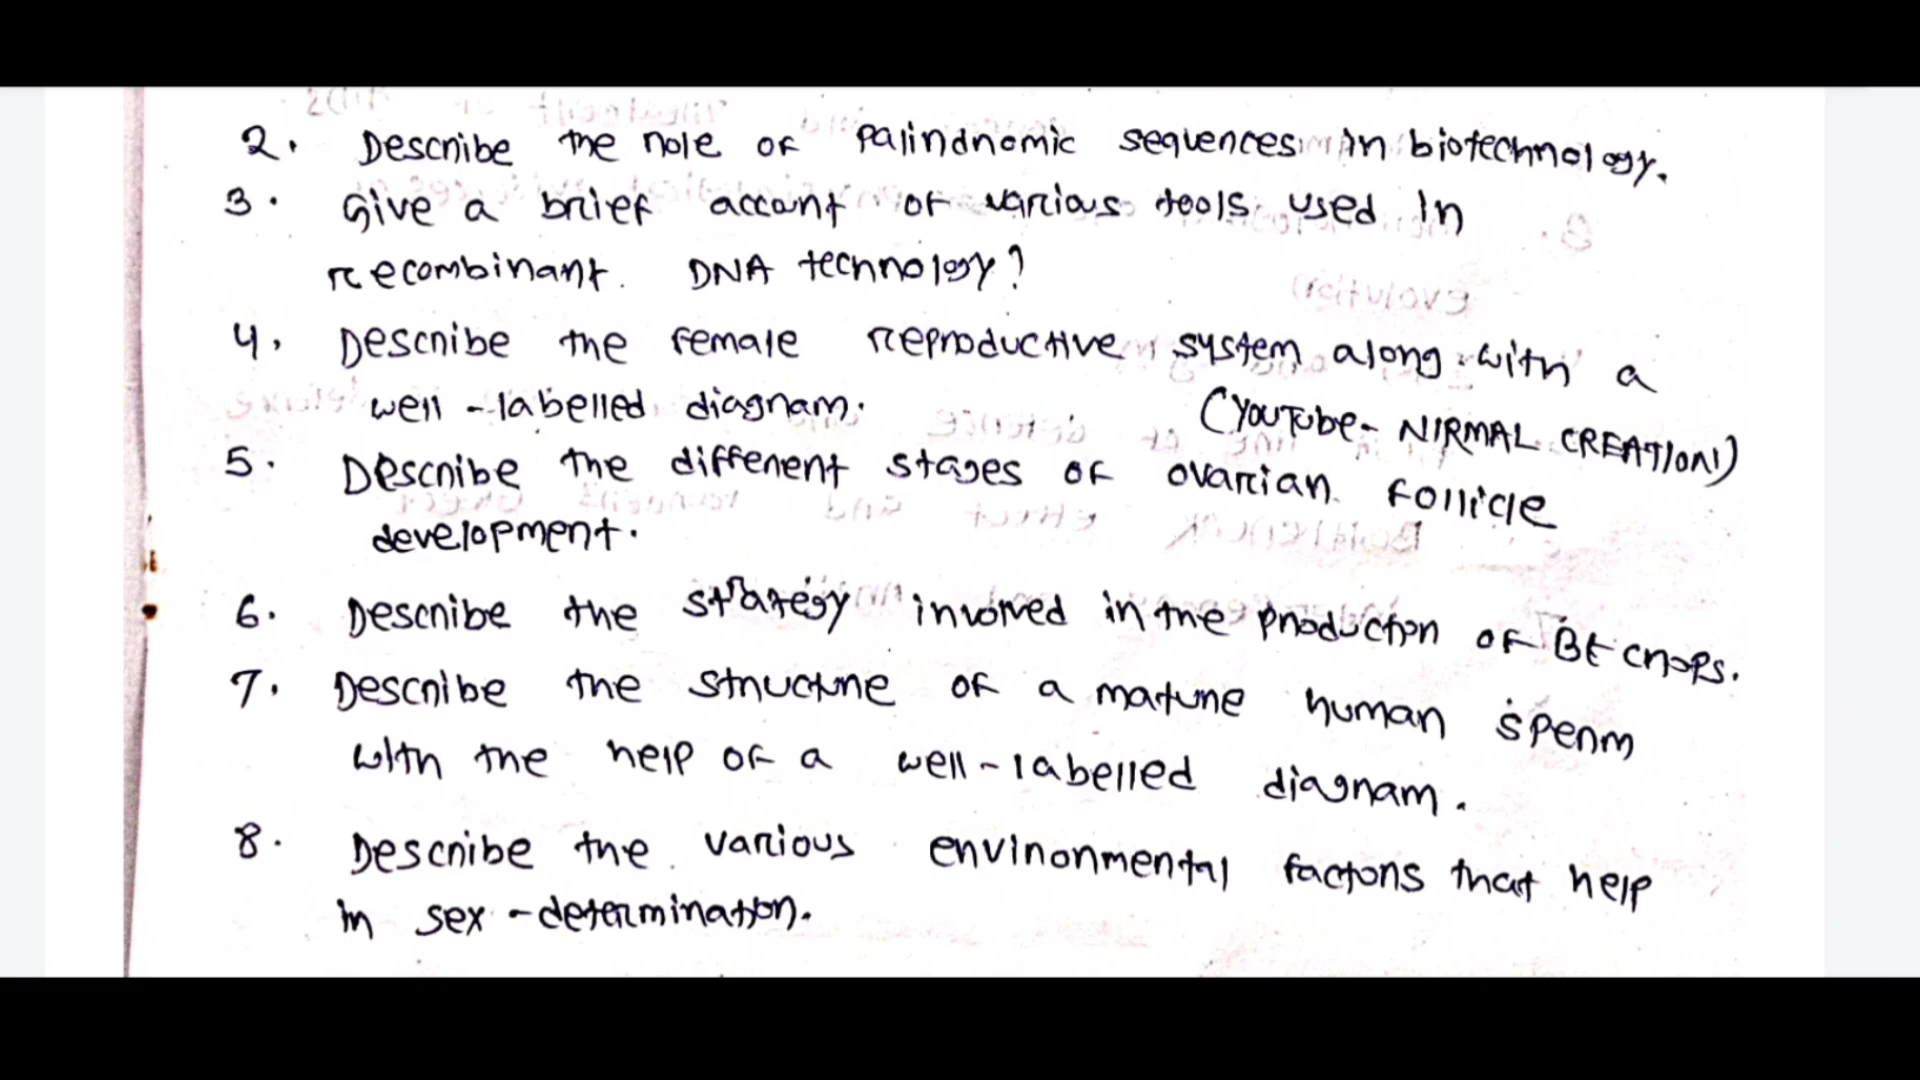 2. Describe the role of palindromic sequences in biotechnology.
3. Give a brief accont of various tools used in
recombinant DNA technology?
4. Describe the female reproductive system along with a
well-labelled diagram.
(YouTube- NIRMAL CREATION)
5. Describe the different stages of ovarian follicle
development.
6. Describe the strategy involved in the production of Bt crops.
7. Describe the structure of a mature human sperm
with the help of a well-labelled diagram.
8. Describe the various environmental factors that help
in sex-determination.